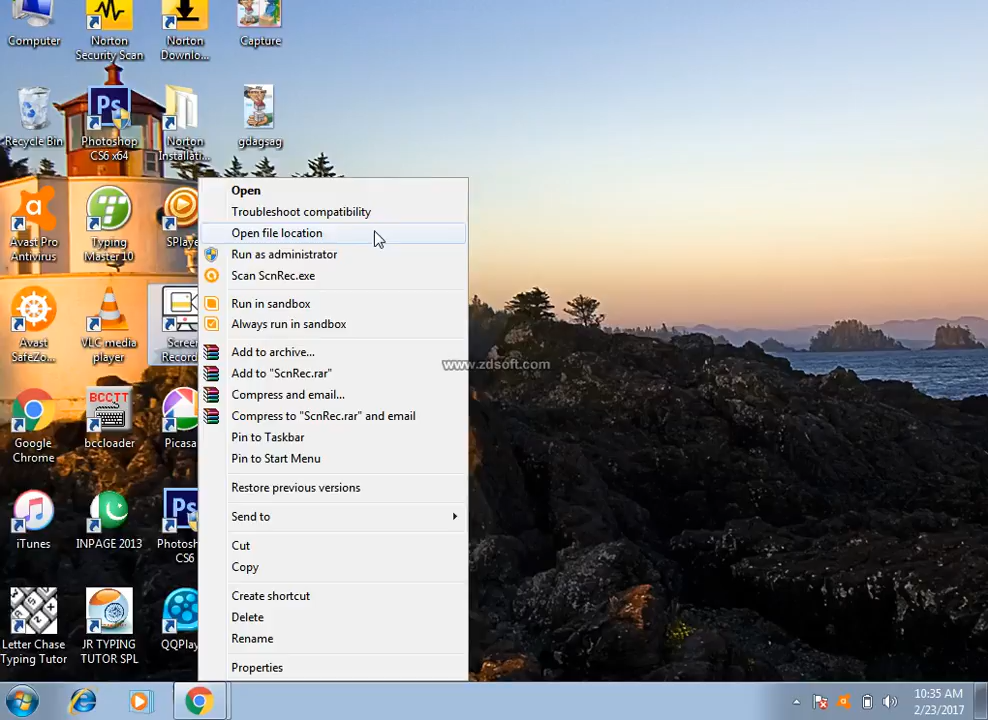 Computer
Norton
Security Scan
Norton
Downlo...
Capture
Recycle Bin
Ps
Photoshop
CS6 x64
Norton
Installati...
gdagsag
Avast Pro
Antivirus
Typing
Master 10
SPlaye
Avast
SafeZo...
VLC media
player
Screen
Record
Google
Chrome
BCCTT
bccloader
Picasa
iTunes
INPAGE 2013
Ps
Photosh
CS6
Letter Chase
Typing Tutor
JR TYPING
TUTOR SPL
QQPlay
Open
Troubleshoot compatibility
Open file location
Run as administrator
Scan ScnRec.exe
Run in sandbox
Always run in sandbox
Add to archive...
Add to "ScnRec.rar"
Compress and email...
Compress to "ScnRec.rar" and email
Pin to Taskbar
Pin to Start Menu
Restore previous versions
Send to
Cut
Copy
Create shortcut
Delete
Rename
Properties
www.zdsoft.com
10:35 AM
2/23/2017